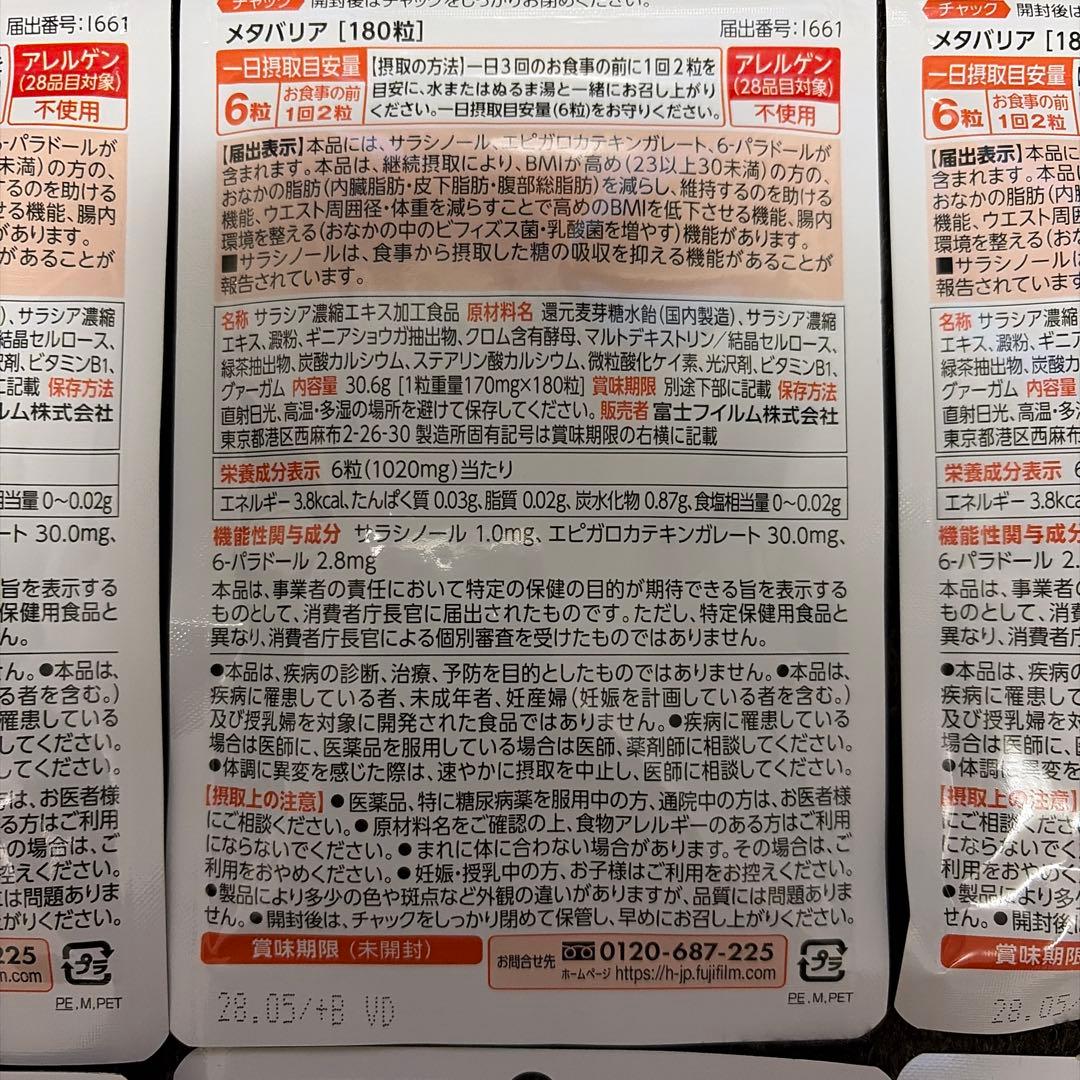 チャック 開封後はチャックをしっかりお閉めください。
メタバリア [180粒] 届出番号:I661
一日摂取目安量
6粒 お食事の前 1回2粒
【摂取の方法】一日3回のお食事の前に1回2粒を
目安に、水またはぬるま湯と一緒にお召し上がり
ください。一日摂取目安量(6粒)をお守りください。
アレルゲン
(28品目対象)
不使用
【届出表示】本品には、サラシノール、エピガロカテキンガレート、6-パラドールが
含まれます。本品は、継続摂取により、BMIが高め(23以上30未満)の方の、
おなかの脂肪(内臓脂肪・皮下脂肪・腹部総脂肪)を減らし、維持するのを助ける
機能、ウエスト周囲径・体重を減らすことで高めのBMIを低下させる機能、腸内
環境を整える(おなかの中のビフィズス菌・乳酸菌を増やす)機能があります。
■サラシノールは、食事から摂取した糖の吸収を抑える機能があることが
報告されています。
名称 サラシア濃縮エキス加工食品 原材料名 還元麦芽糖水飴(国内製造)、サラシア濃縮
エキス、澱粉、ギニアショウガ抽出物、クロム含有酵母、マルトデキストリン/結晶セルロース、
緑茶抽出物、炭酸カルシウム、ステアリン酸カルシウム、微粒酸化ケイ素、光沢剤、ビタミンB1、
グァーガム 内容量 30.6g [1粒重量170mg×180粒] 賞味期限 別途下部に記載 保存方法
直射日光、高温・多湿の場所を避けて保存してください。販売者 富士フイルム株式会社
東京都港区西麻布2-26-30 製造所固有記号は賞味期限の右横に記載
栄養成分表示 6粒(1020mg)当たり
エネルギー 3.8kcal、たんぱく質 0.03g、脂質 0.02g、炭水化物 0.87g、食塩相当量 0～0.02g
機能性関与成分 サラシノール 1.0mg、エピガロカテキンガレート 30.0mg、
6-パラドール 2.8mg
本品は、事業者の責任において特定の保健の目的が期待できる旨を表示する
ものとして、消費者庁長官に届出されたものです。ただし、特定保健用食品と
異なり、消費者庁長官による個別審査を受けたものではありません。
●本品は、疾病の診断、治療、予防を目的としたものではありません。●本品は、
疾病に罹患している者、未成年者、妊産婦(妊娠を計画している者を含む。)
及び授乳婦を対象に開発された食品ではありません。●疾病に罹患している
場合は医師に、医薬品を服用している場合は医師、薬剤師に相談してください。
●体調に異変を感じた際は、速やかに摂取を中止し、医師に相談してください。
【摂取上の注意】●医薬品、特に糖尿病薬を服用中の方、通院中の方は、お医者様
にご相談ください。●原材料名をご確認の上、食物アレルギーのある方はご利用
にならないでください。●まれに体に合わない場合があります。その場合は、ご
利用をおやめください。●妊娠・授乳中の方、お子様はご利用をお控えください。
●製品により多少の色や斑点など外観の違いがありますが、品質には問題ありま
せん。●開封後は、チャックをしっかり閉めて保管し、早めにお召し上がりください。
賞味期限(未開封)
お問合せ先 0120-687-225
ホームページ https://h-jp.fujifilm.com
プラ
PE,M,PET
28.05/+B VD